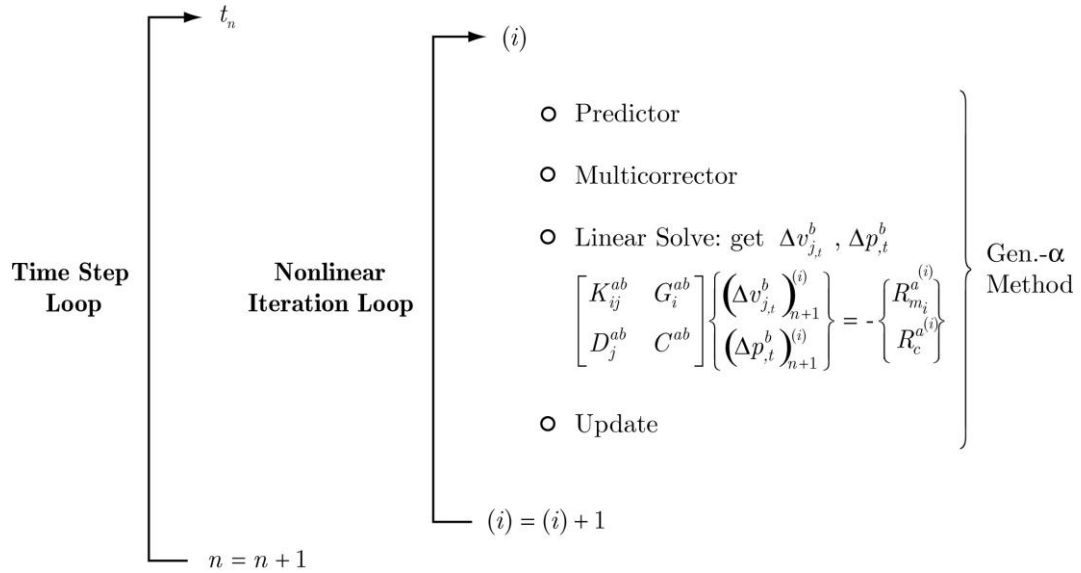 t_n
(i)
Predictor
Multicorrector
Linear Solve: get Δv^b_{j,t} , Δp^b_{,t}
Time Step
Loop
Nonlinear
Iteration Loop
[K^{ab}_{ij} G^{ab}_i] {(Δv^b_{j,t})^{(i)}_{n+1}} = - {R^{a(i)}_{m_i}}
[D^{ab}_j C^{ab}] {(Δp^b_{,t})^{(i)}_{n+1}} {R^{a(i)}_c}
Gen.-α
Method
Update
(i) = (i) + 1
n = n + 1